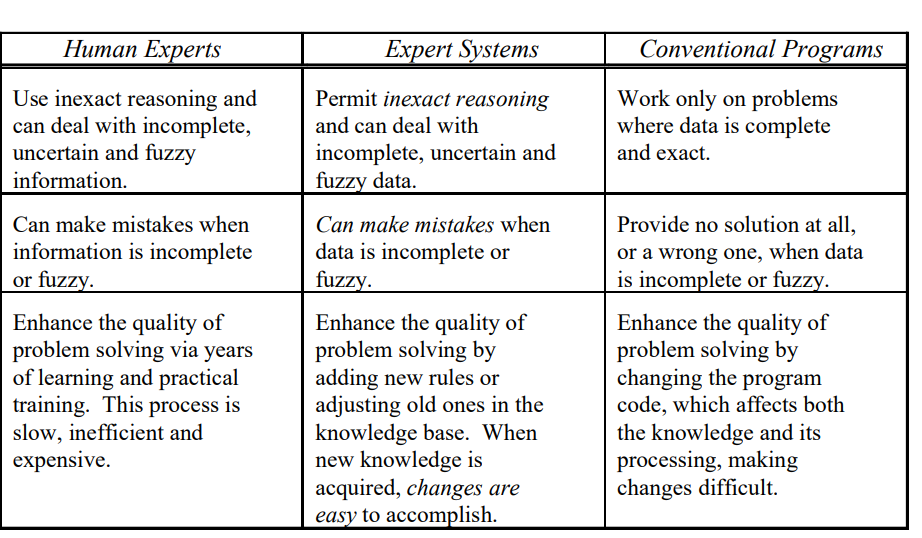 Human Experts
Expert Systems
Conventional Programs
Use inexact reasoning and
can deal with incomplete,
uncertain and fuzzy
information.
Permit inexact reasoning
and can deal with
incomplete, uncertain and
fuzzy data.
Work only on problems
where data is complete
and exact.
Can make mistakes when
information is incomplete
or fuzzy.
Can make mistakes when
data is incomplete or
fuzzy.
Provide no solution at all,
or a wrong one, when data
is incomplete or fuzzy.
Enhance the quality of
problem solving via years
of learning and practical
training.  This process is
slow, inefficient and
expensive.
Enhance the quality of
problem solving by
adding new rules or
adjusting old ones in the
knowledge base.  When
new knowledge is
acquired, changes are
easy to accomplish.
Enhance the quality of
problem solving by
changing the program
code, which affects both
the knowledge and its
processing, making
changes difficult.